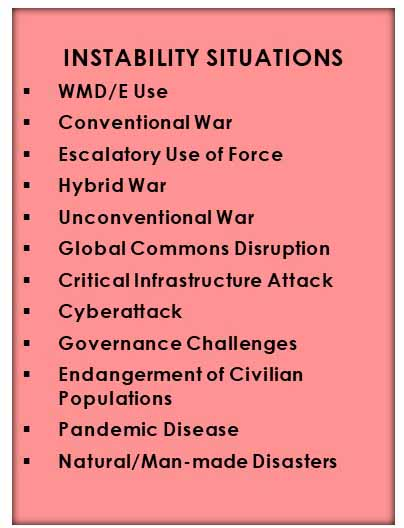 INSTABILITY SITUATIONS
▪ WMD/E Use
▪ Conventional War
▪ Escalatory Use of Force
▪ Hybrid War
▪ Unconventional War
▪ Global Commons Disruption
▪ Critical Infrastructure Attack
▪ Cyberattack
▪ Governance Challenges
▪ Endangerment of Civilian
Populations
▪ Pandemic Disease
▪ Natural/Man-made Disasters